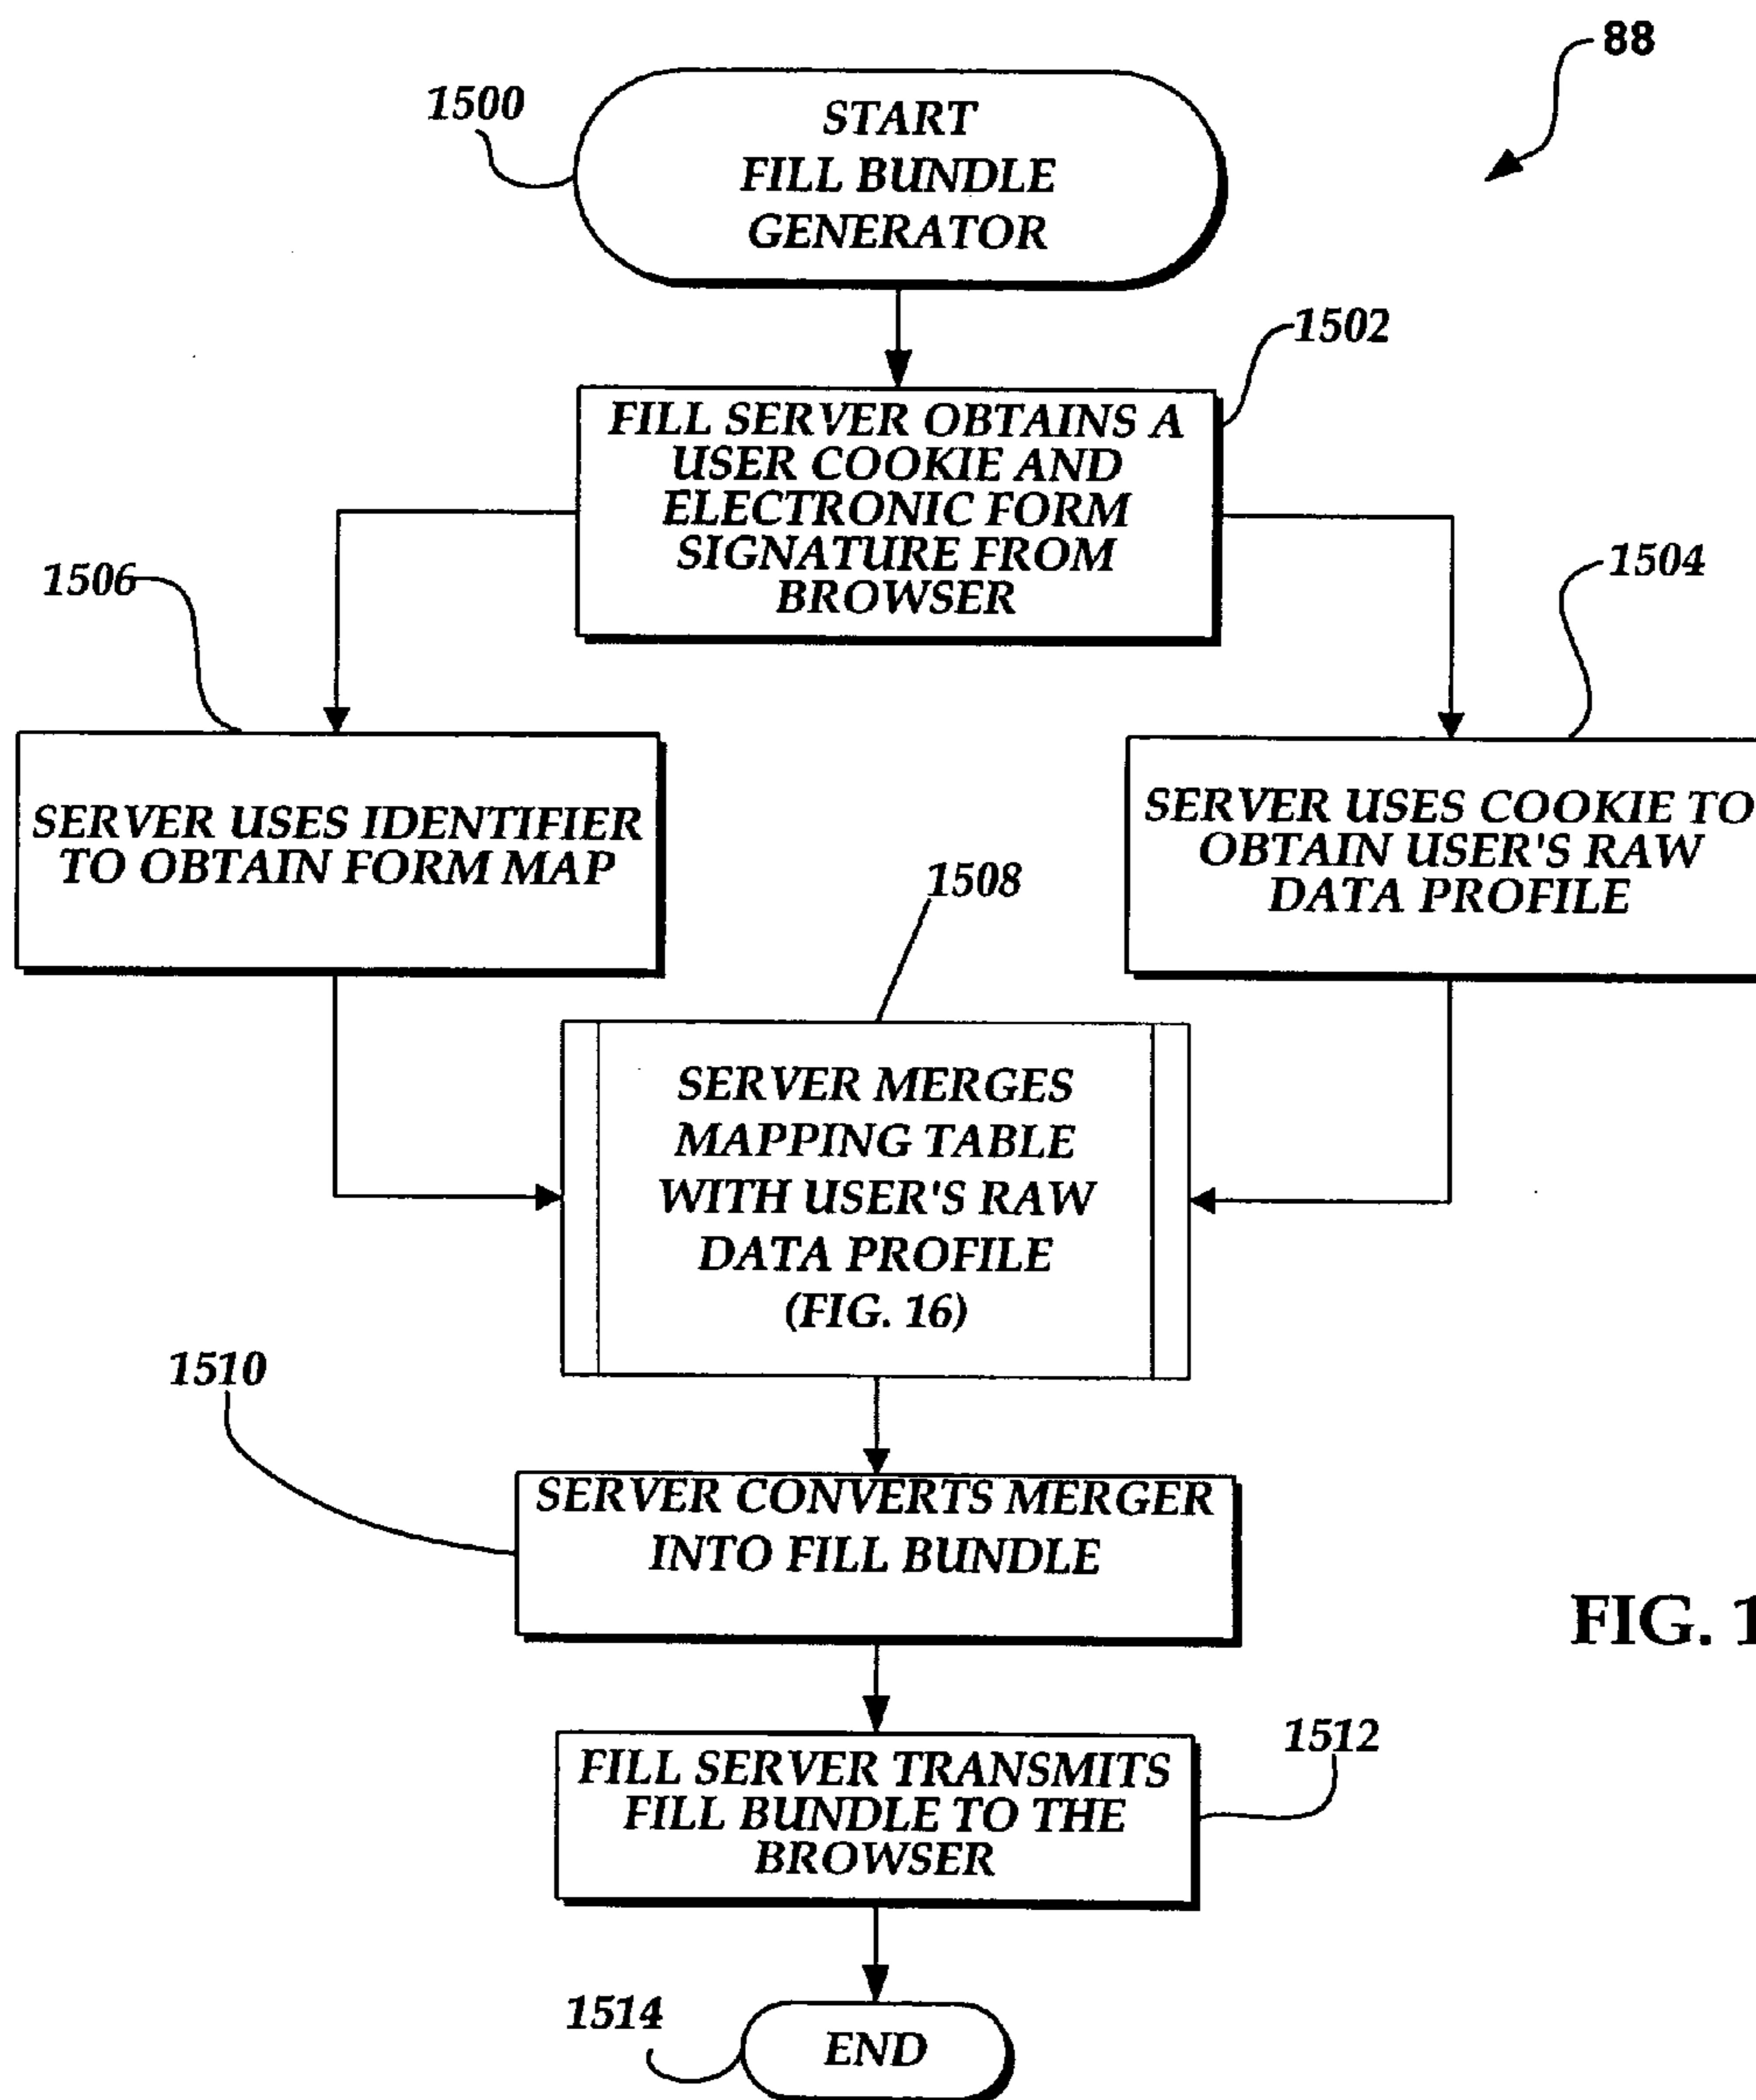 88
1500
START
FILL BUNDLE
GENERATOR
1502
FILL SERVER OBTAINS A
USER COOKIE AND
ELECTRONIC FORM
SIGNATURE FROM
BROWSER
1506
1504
SERVER USES IDENTIFIER
TO OBTAIN FORM MAP
SERVER USES COOKIE TO
OBTAIN USER'S RAW
DATA PROFILE
1508
SERVER MERGES
MAPPING TABLE
WITH USER'S RAW
DATA PROFILE
(FIG. 16)
1510
SERVER CONVERTS MERGER
INTO FILL BUNDLE
FIG. 1
1512
FILL SERVER TRANSMITS
FILL BUNDLE TO THE
BROWSER
1514
END